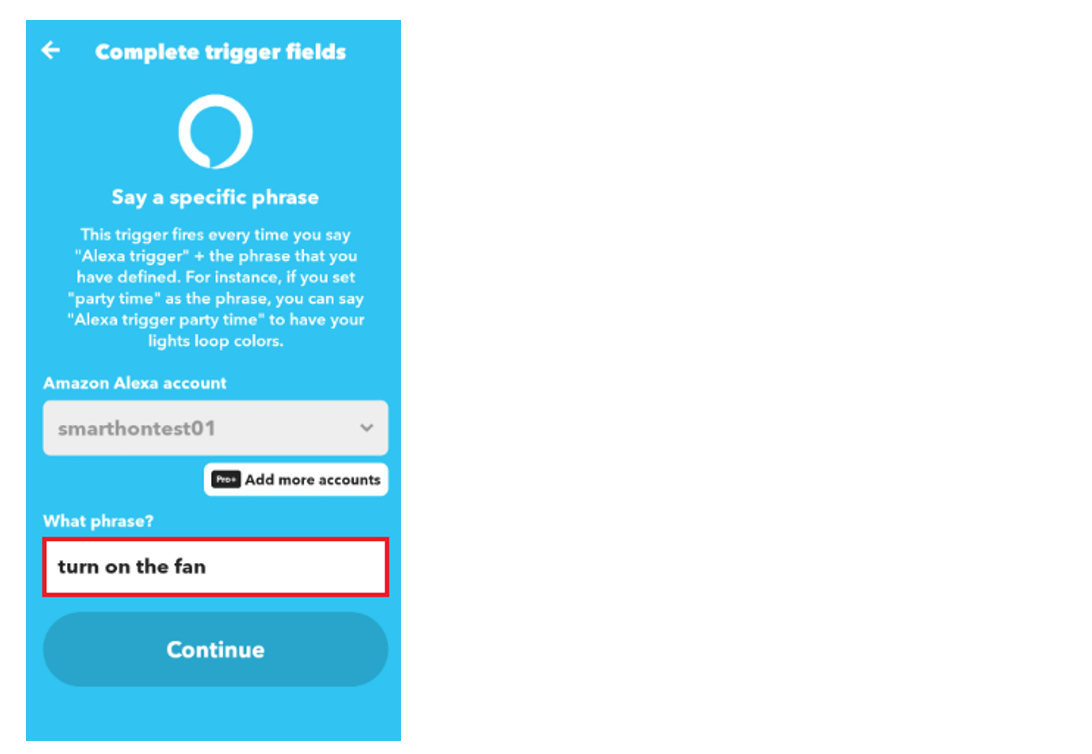 Complete trigger fields
Say a specific phrase
This trigger fires every time you say
"Alexa trigger" + the phrase that you
have defined. For instance, if you set
"party time" as the phrase, you can say
"Alexa trigger party time" to have your
lights loop colors.
Amazon Alexa account
smarthontest01
Pro+ Add more accounts
What phrase?
turn on the fan
Continue